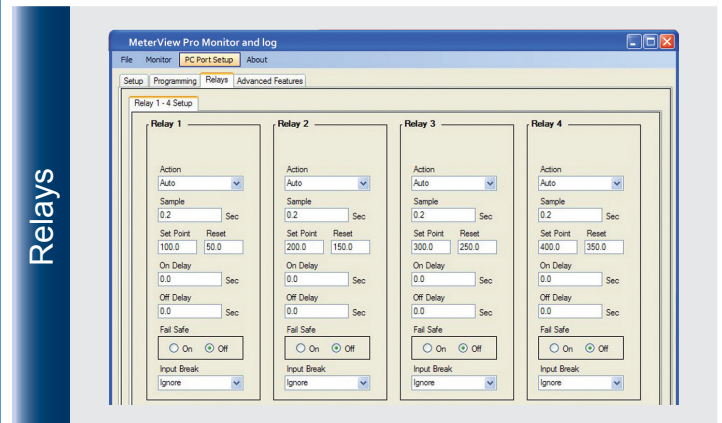 Relays
MeterView Pro Monitor and log
File Monitor PC Port Setup About
Setup Programming Relays Advanced Features
Relay 1 - 4 Setup
Relay 1
Action
Auto
Sample
0.2 Sec
Set Point Reset
100.0 50.0
On Delay
0.0 Sec
Off Delay
0.0 Sec
Fail Safe
On Off
Input Break
Ignore
Relay 2
Action
Auto
Sample
0.2 Sec
Set Point Reset
200.0 150.0
On Delay
0.0 Sec
Off Delay
0.0 Sec
Fail Safe
On Off
Input Break
Ignore
Relay 3
Action
Auto
Sample
0.2 Sec
Set Point Reset
300.0 250.0
On Delay
0.0 Sec
Off Delay
0.0 Sec
Fail Safe
On Off
Input Break
Ignore
Relay 4
Action
Auto
Sample
0.2 Sec
Set Point Reset
400.0 350.0
On Delay
0.0 Sec
Off Delay
0.0 Sec
Fail Safe
On Off
Input Break
Ignore